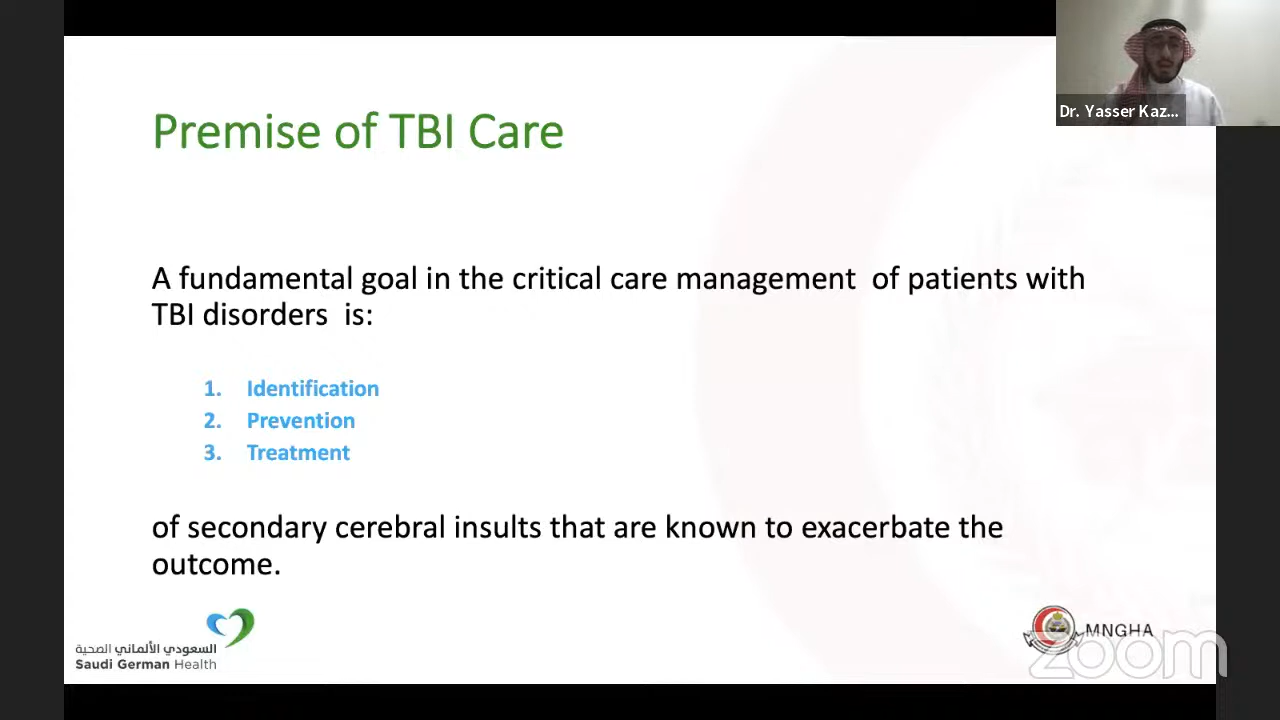 Dr. Yasser Kaz...
Premise of TBI Care
A fundamental goal in the critical care management of patients with
TBI disorders is:
1. Identification
2. Prevention
3. Treatment
of secondary cerebral insults that are known to exacerbate the
outcome.
السعودي الألماني الصحية
Saudi German Health
MNGHA
zoom